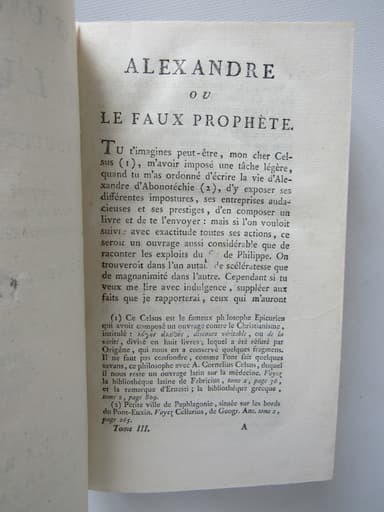 ALEXANDRE
OU
LE FAUX PROPHÈTE.
TU t'imagines peut-être, mon cher Cel-
sus (1), m'avoir imposé une tâche légère,
quand tu m'as ordonné d'écrire la vie d'Ale-
xandre d'Abonotéchie (2), d'y exposer ses
différentes impostures, ses entreprises auda-
cieuses et ses prestiges, d'en composer un
livre et de te l'envoyer : mais si l'on vouloit
suivre avec exactitude toutes ses actions, ce
seroit un ouvrage aussi considérable que de
raconter les exploits du de Philippe. On
trouveroit dans l'un de scélératesse que
de magnanimité dans l'autre. Cependant si tu
veux me lire avec indulgence, suppléer aux
faits que je rapporterai, ceux qui m'auront
(1) Ce Celsus est le fameux philosophe Epicurien
qui avoit composé un ouvrage contre le Christianisme,
intitulé : discours véritable, ou de la
vérité, divisé en huit livres, lequel a été réfuté par
Origène, qui nous en a conservé quelques fragmens.
Il ne faut pas confondre, comme l'ont fait quelques
savans, ce philosophe avec A. Cornelius Celsus, duquel
il nous reste un ouvrage latin sur la médecine. Voyez
la bibliothèque latine de Fabricius, tome 2, page 36,
et la remarque d'Ernesti ; la bibliothèque grecque,
tome 2, page 809.
(2) Petite ville de Paphlagonie, située sur les bords
du Pont-Euxin. Voyez Cellarius, de Geogr. Ant. tome 2,
page 265.
Tome III. A